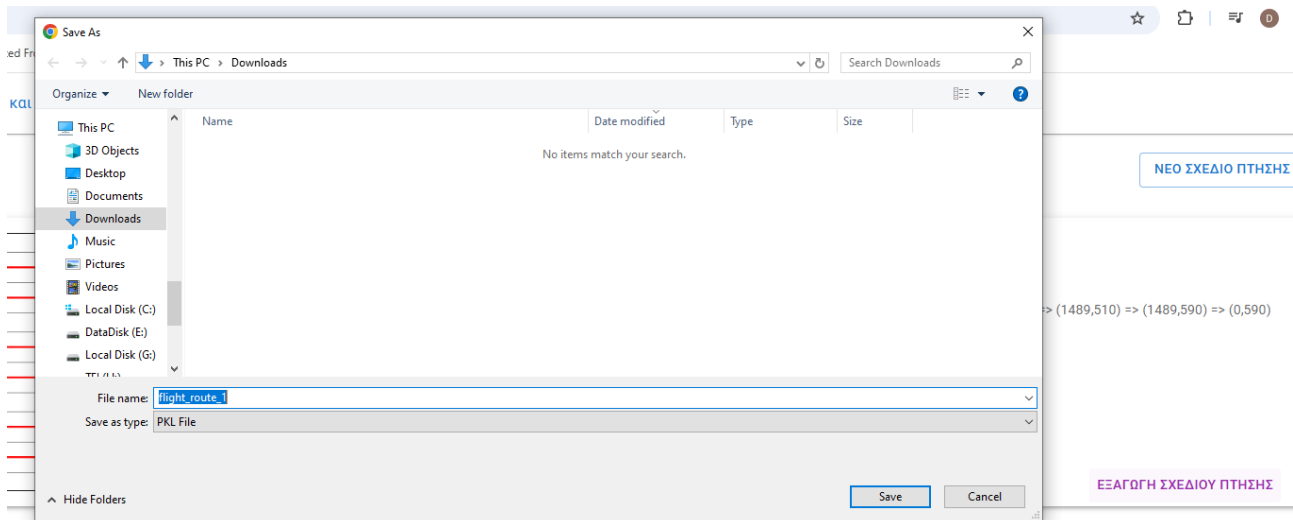 Save As
ted Fr
This PC > Downloads
Search Downloads
Organize
New folder
και
This PC
Name
Date modified
Type
Size
3D Objects
No items match your search.
Desktop
ΝΕΟ ΣΧΕΔΙΟ ΠΤΗΣΗΣ
Documents
Downloads
Music
Pictures
Videos
Local Disk (C:)
=> (1489,510) => (1489,590) => (0,590)
DataDisk (E:)
Local Disk (G:)
File name: flight_route_1
Save as type: PKL File
ΕΞΑΓΩΓΗ ΣΧΕΔΙΟΥ ΠΤΗΣΗΣ
Hide Folders
Save
Cancel
D